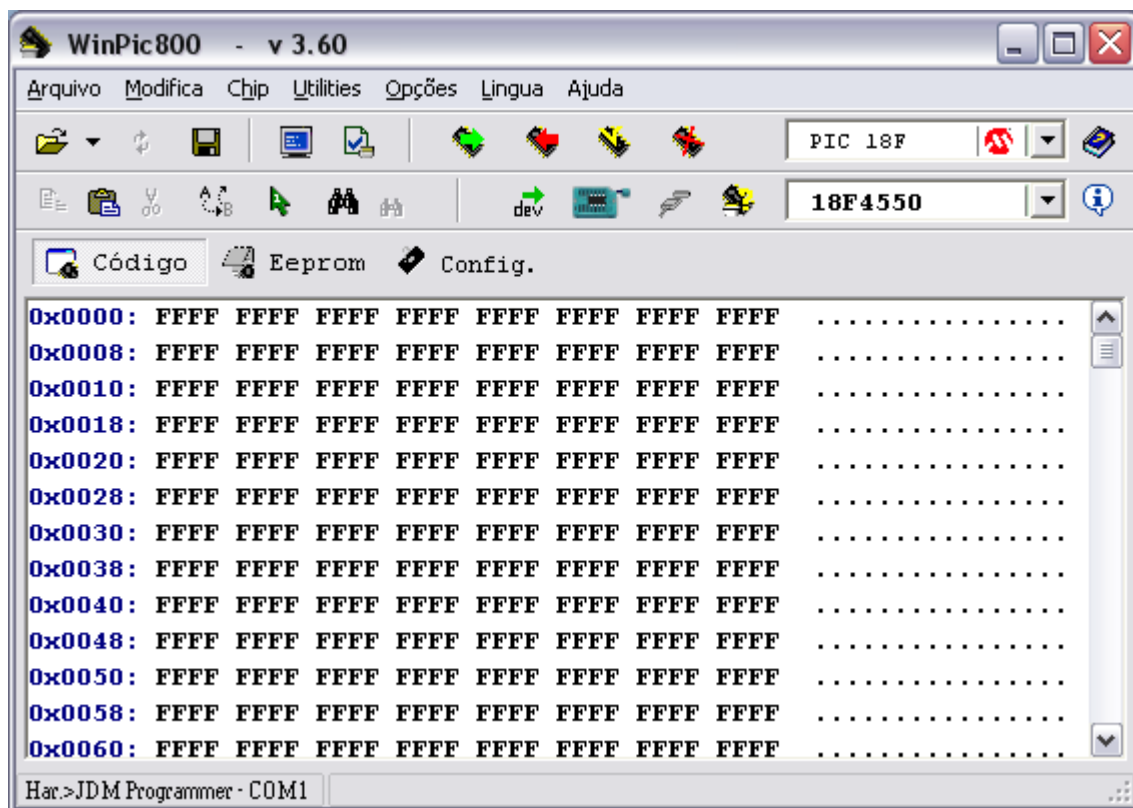 WinPic800 - v 3.60
Arquivo Modifica Chip Utilities Opções Lingua Ajuda
PIC 18F
A B
dev
18F4550
Código Eeprom Config.
0x0000: FFFF FFFF FFFF FFFF FFFF FFFF FFFF FFFF ................
0x0008: FFFF FFFF FFFF FFFF FFFF FFFF FFFF FFFF ................
0x0010: FFFF FFFF FFFF FFFF FFFF FFFF FFFF FFFF ................
0x0018: FFFF FFFF FFFF FFFF FFFF FFFF FFFF FFFF ................
0x0020: FFFF FFFF FFFF FFFF FFFF FFFF FFFF FFFF ................
0x0028: FFFF FFFF FFFF FFFF FFFF FFFF FFFF FFFF ................
0x0030: FFFF FFFF FFFF FFFF FFFF FFFF FFFF FFFF ................
0x0038: FFFF FFFF FFFF FFFF FFFF FFFF FFFF FFFF ................
0x0040: FFFF FFFF FFFF FFFF FFFF FFFF FFFF FFFF ................
0x0048: FFFF FFFF FFFF FFFF FFFF FFFF FFFF FFFF ................
0x0050: FFFF FFFF FFFF FFFF FFFF FFFF FFFF FFFF ................
0x0058: FFFF FFFF FFFF FFFF FFFF FFFF FFFF FFFF ................
0x0060: FFFF FFFF FFFF FFFF FFFF FFFF FFFF FFFF ................
Har.>JDM Programmer - COM1